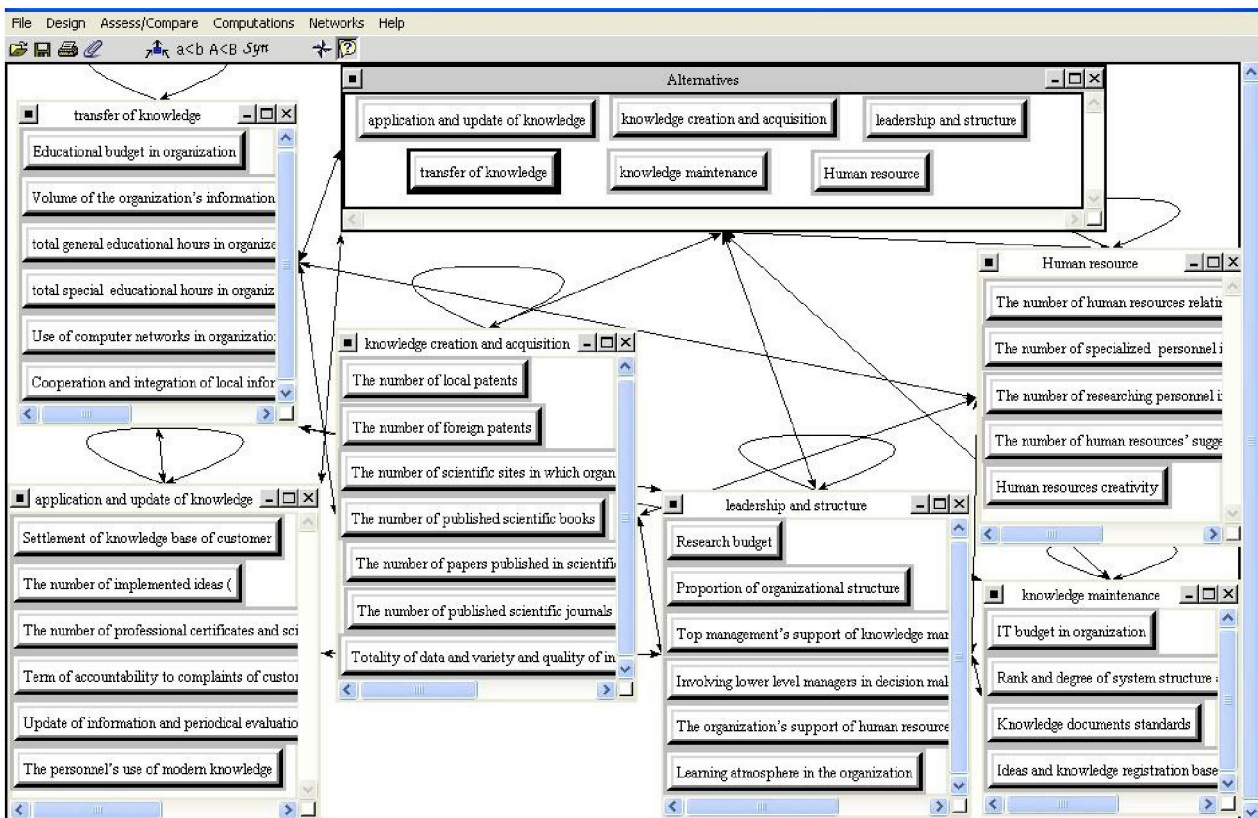 File Design Assess/Compare Computations Networks Help
a<b A<B Syn
Alternatives
application and update of knowledge
knowledge creation and acquisition
leadership and structure
transfer of knowledge
knowledge maintenance
Human resource
transfer of knowledge
Educational budget in organization
Volume of the organization's information
total general educational hours in organize
total special educational hours in organiz
Use of computer networks in organization
Cooperation and integration of local infor
knowledge creation and acquisition
The number of local patents
The number of foreign patents
The number of scientific sites in which organ
The number of published scientific books
The number of papers published in scientific
The number of published scientific journals
Totality of data and variety and quality of in
Human resource
The number of human resources relatin
The number of specialized personnel i
The number of researching personnel i
The number of human resources' sugge
Human resources creativity
application and update of knowledge
Settlement of knowledge base of customer
The number of implemented ideas (
The number of professional certificates and sci
Term of accountability to complaints of custo
Update of information and periodical evaluatio
The personnel's use of modern knowledge
leadership and structure
Research budget
Proportion of organizational structure
Top management's support of knowledge man
Involving lower level managers in decision mak
The organization's support of human resource
Learning atmosphere in the organization
knowledge maintenance
IT budget in organization
Rank and degree of system structure
Knowledge documents standards
Ideas and knowledge registration base